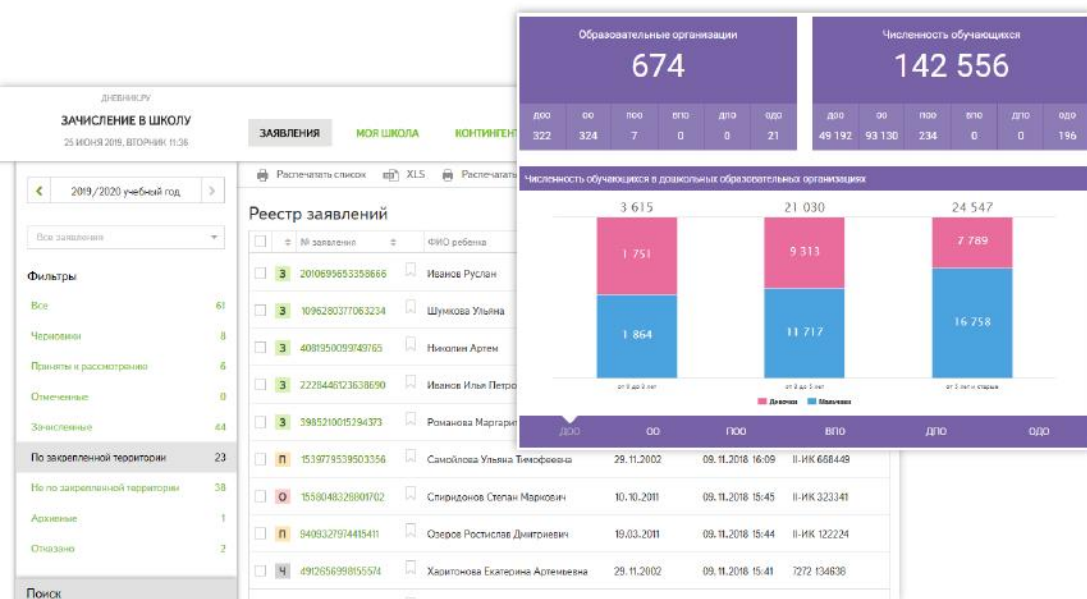 ДНЕВНИК.РУ
ЗАЧИСЛЕНИЕ В ШКОЛУ
25 ИЮНЯ 2019, ВТОРНИК 11:36
ЗАЯВЛЕНИЯ МОЯ ШКОЛА КОНТИНГЕНТ
2019/2020 учебный год
Все заявления
Фильтры
Все 61
Черновики 8
Приняты к рассмотрению 6
Отмеченные 0
Зачисленные 44
По закрепленной территории 23
Не по закрепленной территории 38
Архивные 1
Отказано 2
Поиск
Распечатать список XLS Распечатать
Реестр заявлений
№ заявления ФИО ребенка
З 2010695653358666 Иванов Руслан
З 1096280377063234 Шумкова Ульяна
З 4081950099749765 Николин Артем
З 2228446123638690 Иванов Илья Петро
З 3985210015294373 Романова Маргарит
П 1539779539503356 Самойлова Ульяна Тимофеевна 29.11.2002 09.11.2018 16:09 II-ИК 668449
О 1558048328801702 Спиридонов Степан Маркович 10.10.2011 09.11.2018 15:45 II-ИК 323341
П 9409327974415411 Озеров Ростислав Дмитриевич 19.03.2011 09.11.2018 15:44 II-ИК 122224
Ч 4912656998155574 Харитонова Екатерина Артемьевна 29.11.2002 09.11.2018 15:41 7272 134638
Образовательные организации
674
ДОО ОО ПОО ВПО ДПО ОДО
322 324 7 0 0 21
Численность обучающихся
142 556
ДОО ОО ПОО ВПО ДПО ОДО
49 192 93 130 234 0 0 196
Численность обучающихся в дошкольных образовательных организациях
3 615 21 030 24 547
1 751 9 313 7 789
1 864 11 717 16 758
от 0 до 3 лет от 3 до 5 лет от 5 лет и старше
Девочки Мальчики
ДОО ОО ПОО ВПО ДПО ОДО